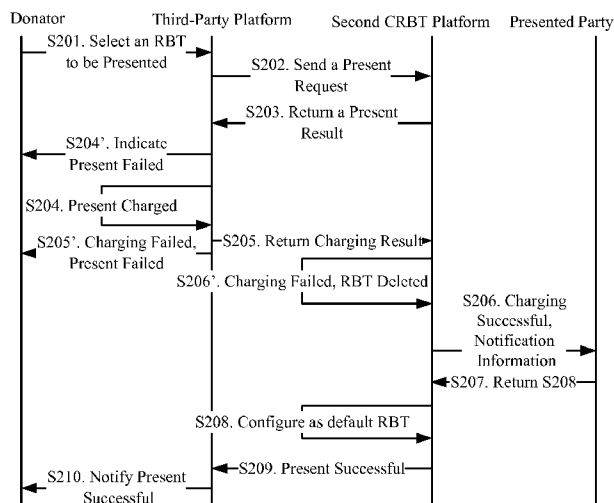 Donator
Third-Party Platform
Second CRBT Platform
Presented Party
S201. Select an RBT
to be Presented
S202. Send a Present
Request
S203. Return a Present
Result
S204’. Indicate
Present Failed
S204. Present Charged
S205’. Charging Failed,
Present Failed
S205. Return Charging Result
S206’. Charging Failed, RBT Deleted
S206. Charging
Successful,
Notification
Information
S207. Return S208
S208. Configure as default RBT
S209. Present Successful
S210. Notify Present
Successful